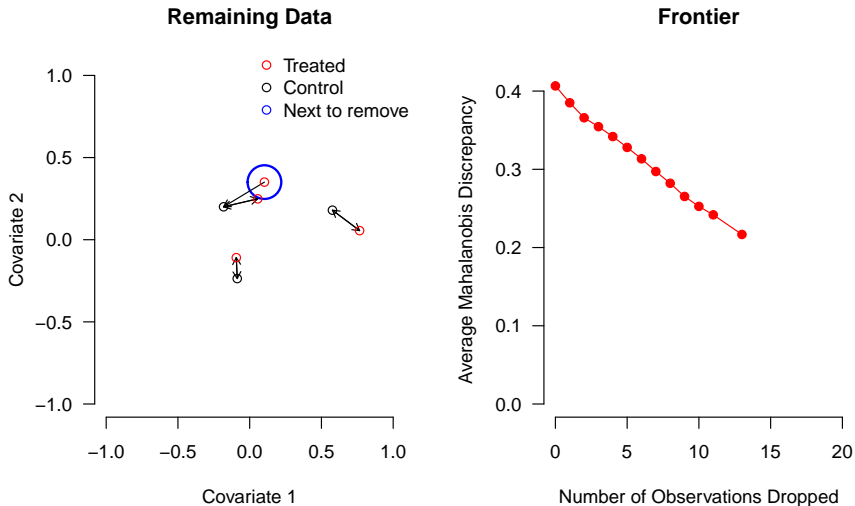 Remaining Data
Treated
Control
Next to remove
1.0
0.5
0.0
−0.5
−1.0
Covariate 2
−1.0 −0.5 0.0 0.5 1.0
Covariate 1
Frontier
0.4
0.3
0.2
0.1
0.0
Average Mahalanobis Discrepancy
0 5 10 15 20
Number of Observations Dropped